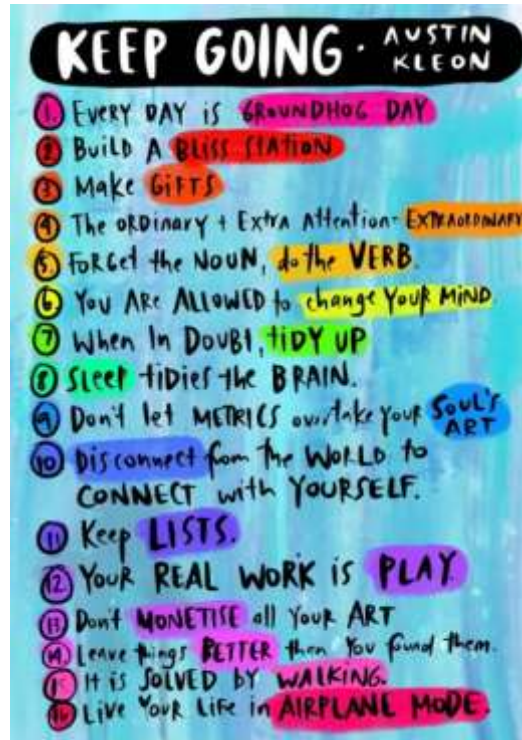 KEEP GOING · AUSTIN KLEON
1. EVERY DAY is GROUNDHOG DAY
2. BUILD A BLISS STATION
3. Make GIFTS
4. The ORDinary + Extra Attention = EXTRAORDINARY
5. FORGET the NOUN, do the VERB.
6. YOU ARE ALLOWED to change YOUR MIND
7. When In DOUBT, tiDY UP
8. Sleep tiDies the BRAIN.
9. Don't let METRICS overtake your SOUL'S ART
10. Disconnect from the WORLD to
CONNECT with YOURSELF.
11. Keep LISTS.
12. YOUR REAL WORK is PLAY
13. Don't MONETISE all YOUR ART
14. Leave things BETTER then You found them.
15. IT is SOLVED BY WALKING.
16. LIVE YOUR LIFE in AIRPLANE MODE.